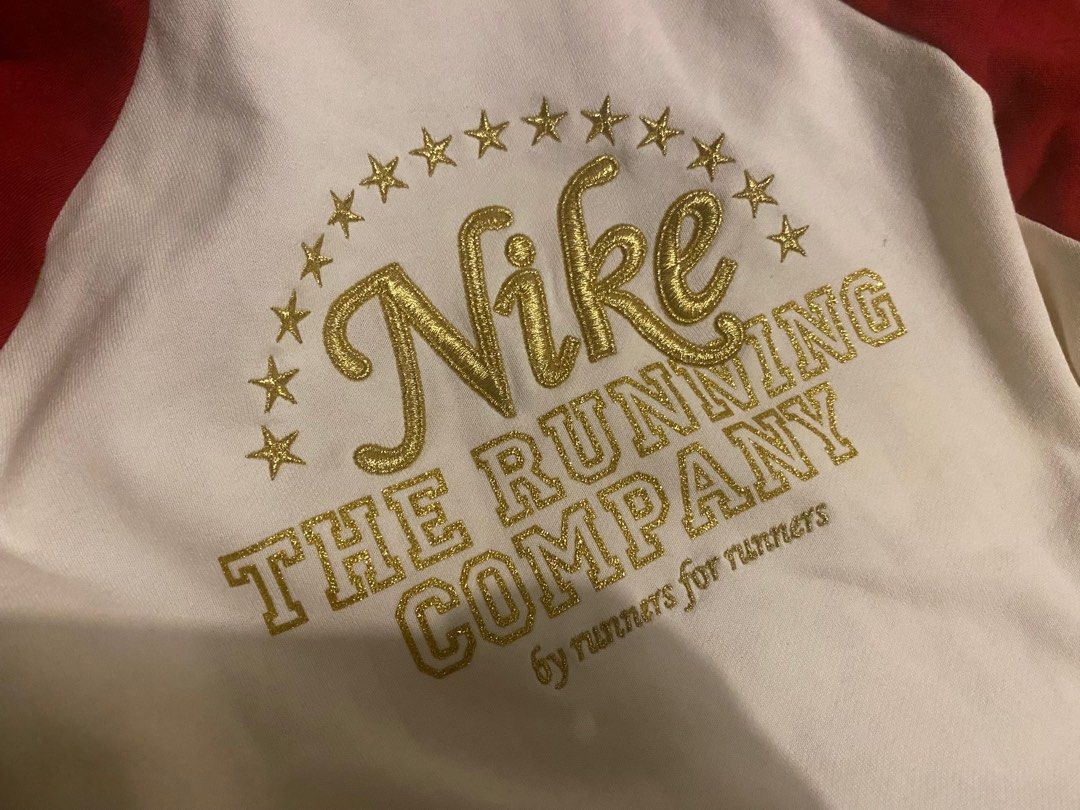 Nike
THE RUNNING
COMPANY
by runners for runners